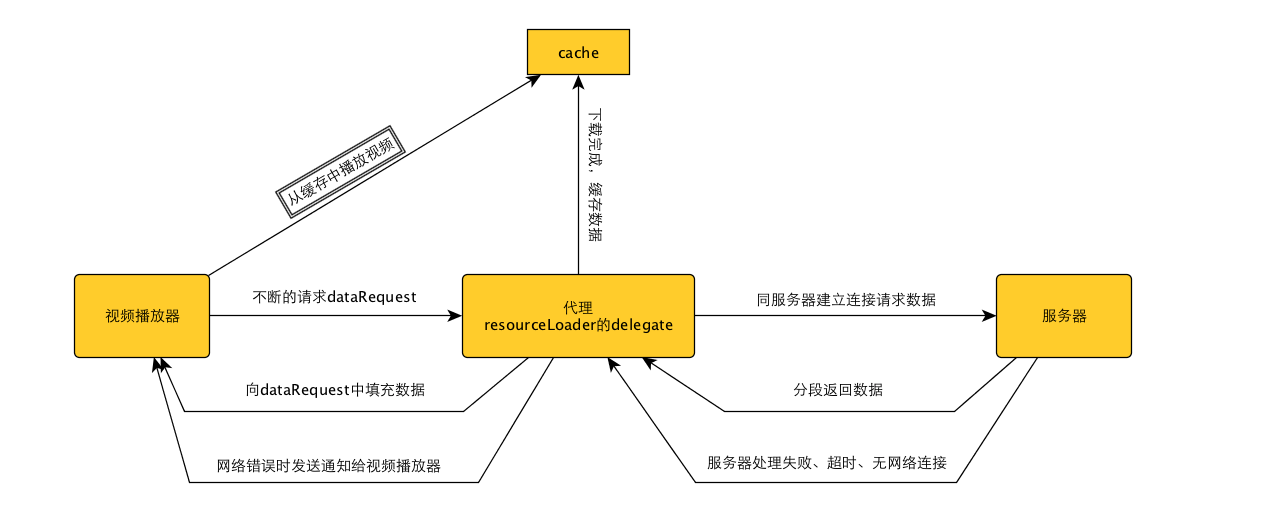 cache
从缓存中播放视频
下载完成，缓存数据
视频播放器
不断的请求dataRequest
代理
resourceLoader的delegate
同服务器建立连接请求数据
服务器
向dataRequest中填充数据
分段返回数据
网络错误时发送通知给视频播放器
服务器处理失败、超时、无网络连接